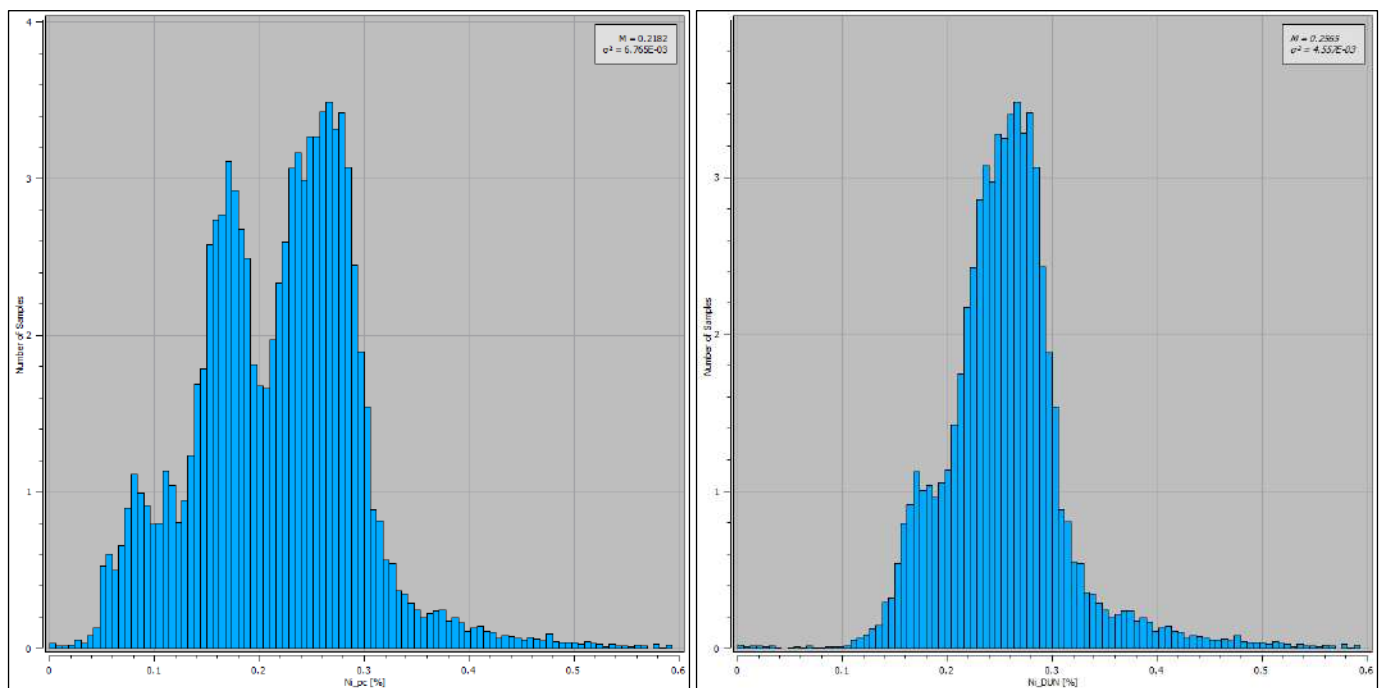 4
3
2
1
0
Number of Samples
M = 0.2182
σ² = 6.765E-03
0 0.1 0.2 0.3 0.4 0.5 0.6
Ni_pc [%]
3
2
1
0
Number of Samples
σ² = 4.557E-03
0 0.1 0.2 0.3 0.4 0.5 0.6
Ni_DUN [%]